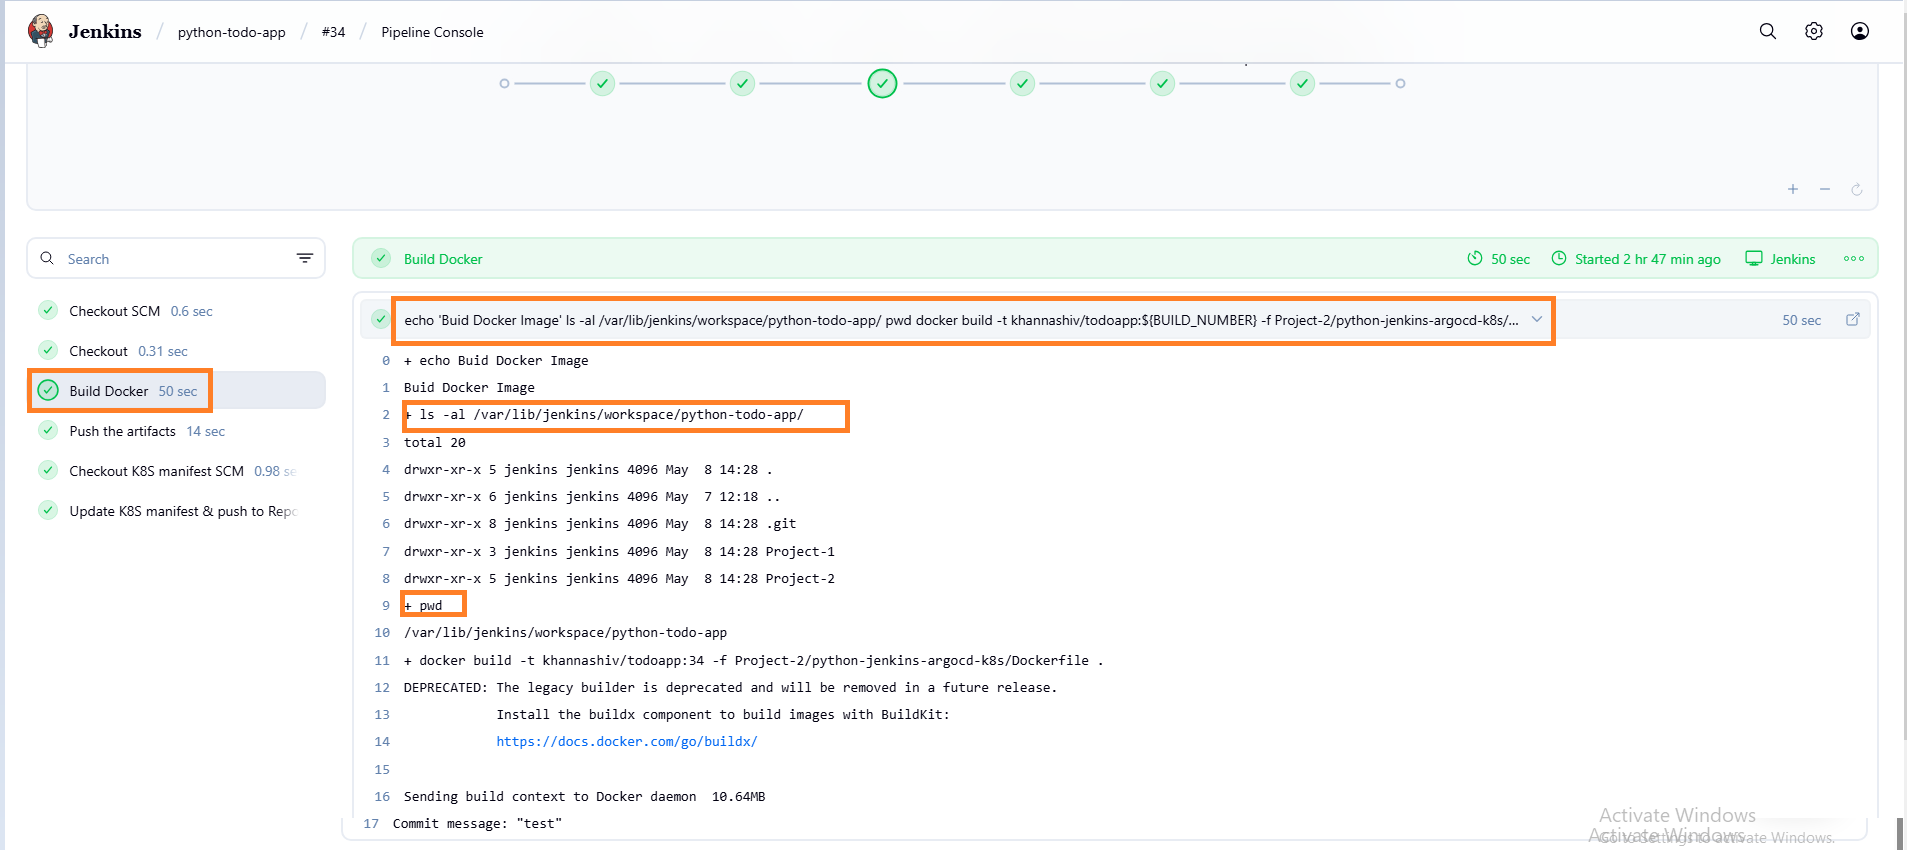 Jenkins / python-todo-app / #34 / Pipeline Console
Search
Checkout SCM 0.6 sec
Checkout 0.31 sec
Build Docker 50 sec
Push the artifacts 14 sec
Checkout K8S manifest SCM 0.98 se
Update K8S manifest & push to Repo
Build Docker 50 sec Started 2 hr 47 min ago Jenkins
echo 'Buid Docker Image' ls -al /var/lib/jenkins/workspace/python-todo-app/ pwd docker build -t khannashiv/todoapp:${BUILD_NUMBER} -f Project-2/python-jenkins-argocd-k8s/... 50 sec
0 + echo Buid Docker Image
1 Buid Docker Image
2 + ls -al /var/lib/jenkins/workspace/python-todo-app/
3 total 20
4 drwxr-xr-x 5 jenkins jenkins 4096 May  8 14:28 .
5 drwxr-xr-x 6 jenkins jenkins 4096 May  7 12:18 ..
6 drwxr-xr-x 8 jenkins jenkins 4096 May  8 14:28 .git
7 drwxr-xr-x 3 jenkins jenkins 4096 May  8 14:28 Project-1
8 drwxr-xr-x 5 jenkins jenkins 4096 May  8 14:28 Project-2
9 + pwd
10 /var/lib/jenkins/workspace/python-todo-app
11 + docker build -t khannashiv/todoapp:34 -f Project-2/python-jenkins-argocd-k8s/Dockerfile .
12 DEPRECATED: The legacy builder is deprecated and will be removed in a future release.
13 Install the buildx component to build images with BuildKit:
14 https://docs.docker.com/go/buildx/
15
16 Sending build context to Docker daemon  10.64MB
17 Commit message: "test"
Activate Windows
Activate Windows
Go to Settings to activate Windows.